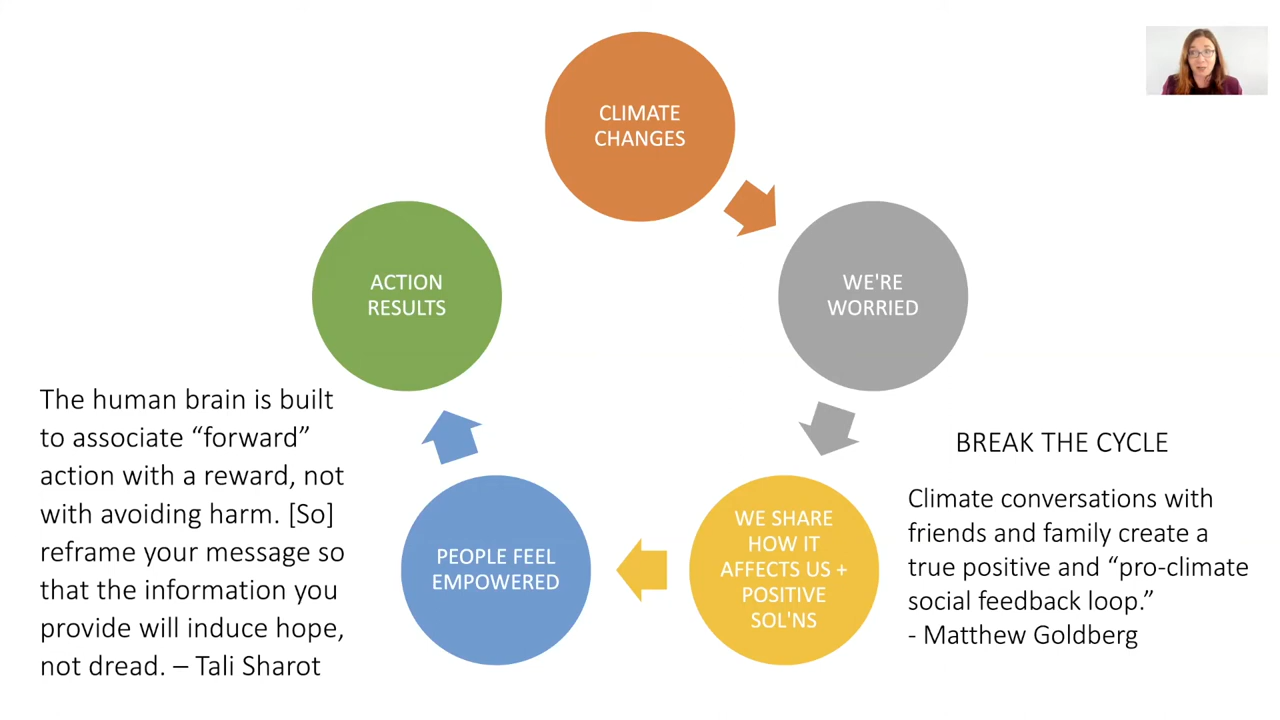 CLIMATE
CHANGES
WE'RE
WORRIED
WE SHARE
HOW IT
AFFECTS US +
POSITIVE
SOL'NS
PEOPLE FEEL
EMPOWERED
ACTION
RESULTS
The human brain is built
to associate “forward”
action with a reward, not
with avoiding harm. [So]
reframe your message so
that the information you
provide will induce hope,
not dread. – Tali Sharot
BREAK THE CYCLE
Climate conversations with
friends and family create a
true positive and “pro-climate
social feedback loop.”
- Matthew Goldberg